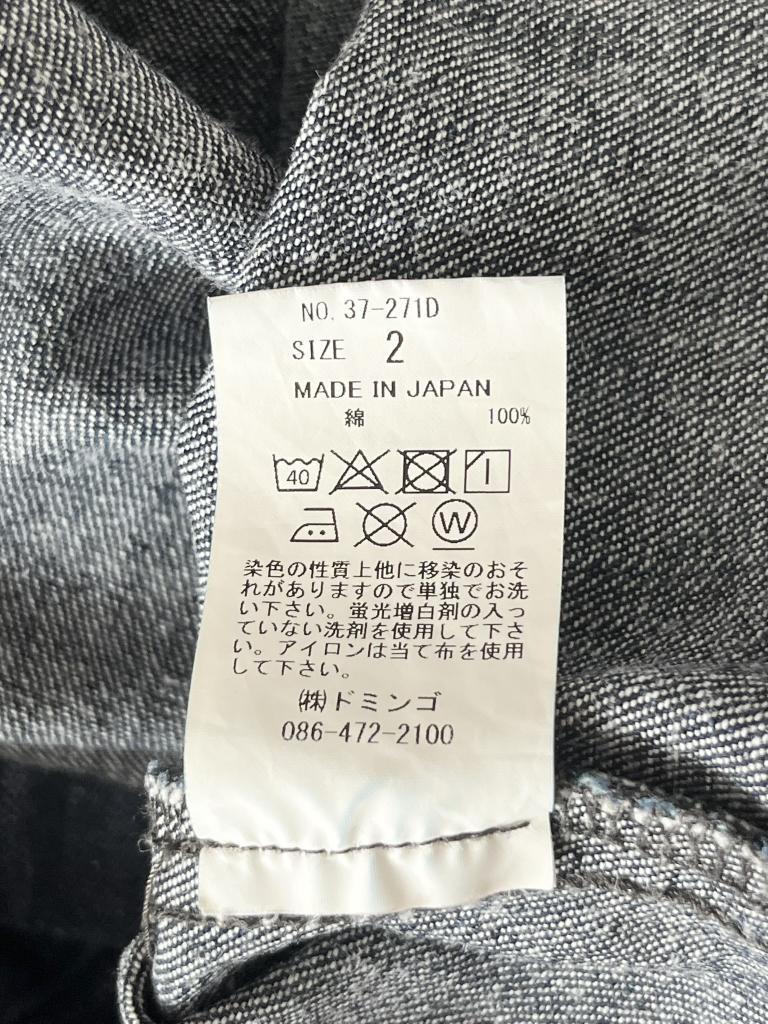 NO. 37-271D
SIZE 2
MADE IN JAPAN
綿 100%
40
W
染色の性質上他に移染のおそ
れがありますので単独でお洗
い下さい。蛍光増白剤の入っ
ていない洗剤を使用して下さ
い。アイロンは当て布を使用
して下さい。
㈱ドミンゴ
086-472-2100